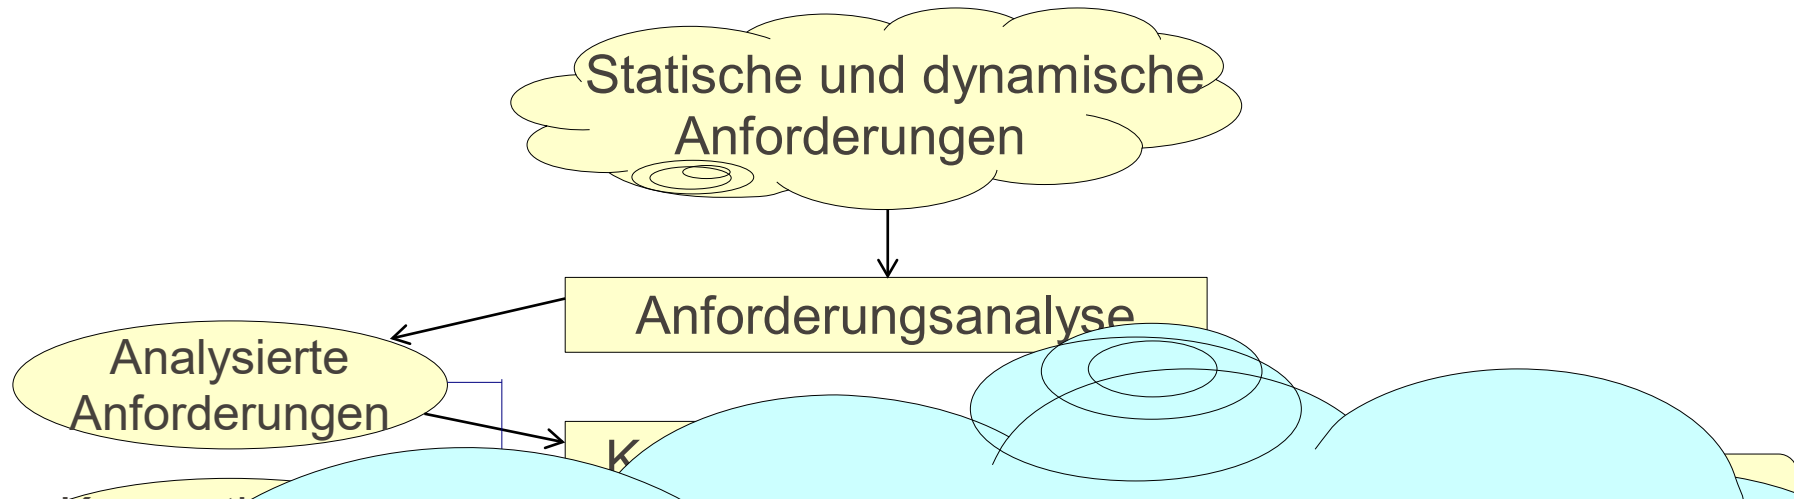 Statische und dynamische
Anforderungen
Anforderungsanalyse
Analysierte
Anforderungen